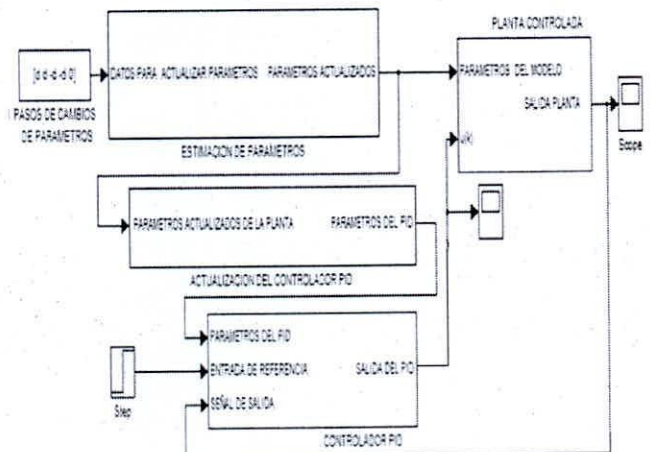 PLANTA CONTROLADA
[d d -d -d 0]
PASOS DE CAMBIOS
DE PARAMETROS
DATOS PARA ACTUALIZAR PARAMETROS
PARAMETROS ACTUALIZADOS
ESTIMACION DE PARAMETROS
PARAMETROS DEL MODELO
SALIDA PLANTA
u(k)
Scope
PARAMETROS ACTUALIZADOS DE LA PLANTA
PARAMETROS DEL PID
ACTUALIZACION DEL CONTROLADOR PID
PARAMETROS DEL PID
ENTRADA DE REFERENCIA
SALIDA DEL PID
SEÑAL DE SALIDA
Step
CONTROLADOR PID